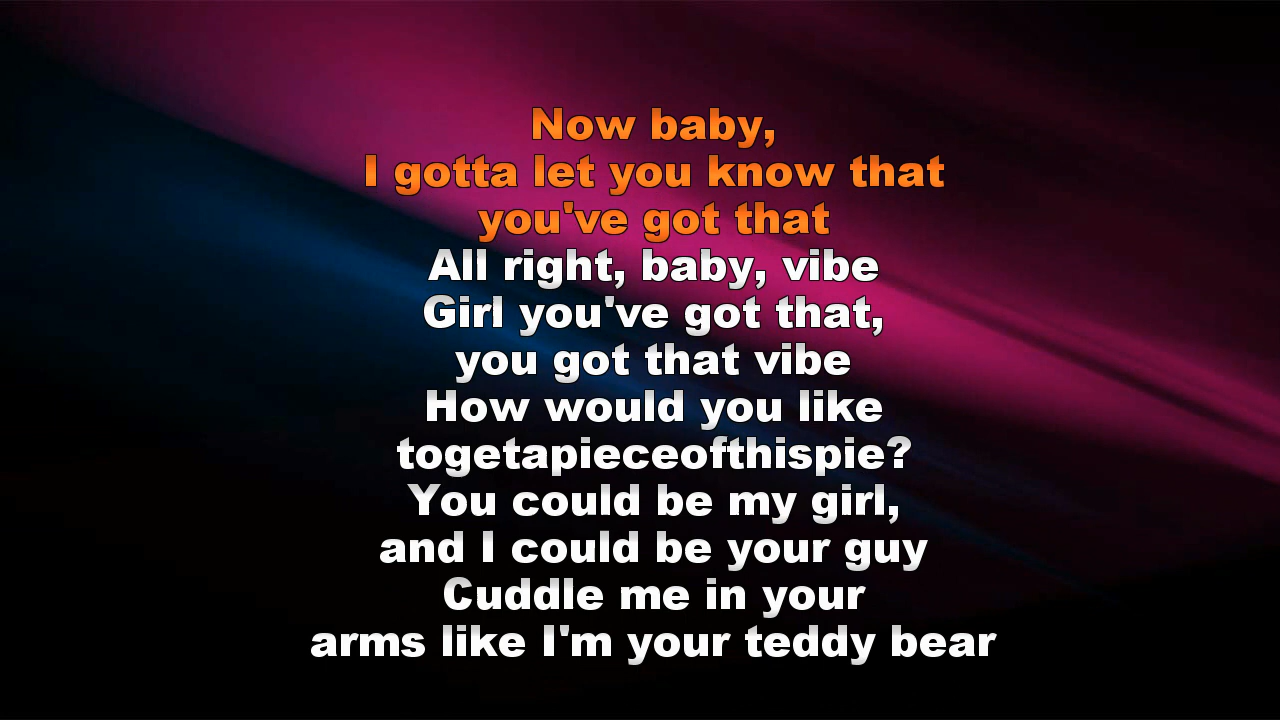 Now baby,
I gotta let you know that
you've got that
All right, baby, vibe
Girl you've got that,
you got that vibe
How would you like
togetapieceofthispie?
You could be my girl,
and I could be your guy
Cuddle me in your
arms like I'm your teddy bear